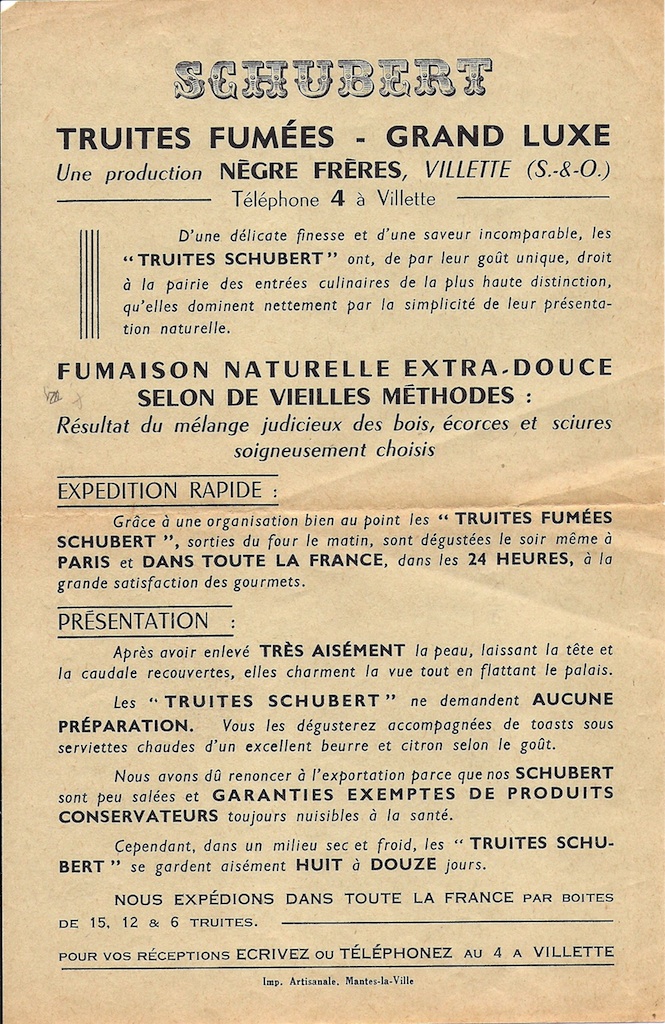 SCHUBERT
TRUITES FUMÉES - GRAND LUXE
Une production NÈGRE FRÈRES, VILLETTE (S.-&-O.)
Téléphone 4 à Villette
D'une délicate finesse et d'une saveur incomparable, les
“ TRUITES SCHUBERT ” ont, de par leur goût unique, droit
à la pairie des entrées culinaires de la plus haute distinction,
qu'elles dominent nettement par la simplicité de leur présenta-
tion naturelle.
FUMAISON NATURELLE EXTRA-DOUCE
SELON DE VIEILLES MÉTHODES :
Résultat du mélange judicieux des bois, écorces et sciures
soigneusement choisis
EXPEDITION RAPIDE :
Grâce à une organisation bien au point les “ TRUITES FUMÉES
SCHUBERT ”, sorties du four le matin, sont dégustées le soir même à
PARIS et DANS TOUTE LA FRANCE, dans les 24 HEURES, à la
grande satisfaction des gourmets.
PRÉSENTATION :
Après avoir enlevé TRÈS AISÉMENT la peau, laissant la tête et
la caudale recouvertes, elles charment la vue tout en flattant le palais.
Les “ TRUITES SCHUBERT ” ne demandent AUCUNE
PRÉPARATION. Vous les dégusterez accompagnées de toasts sous
serviettes chaudes d'un excellent beurre et citron selon le goût.
Nous avons dû renoncer à l'exportation parce que nos SCHUBERT
sont peu salées et GARANTIES EXEMPTES DE PRODUITS
CONSERVATEURS toujours nuisibles à la santé.
Cependant, dans un milieu sec et froid, les “ TRUITES SCHU-
BERT ” se gardent aisément HUIT à DOUZE jours.
NOUS EXPÉDIONS DANS TOUTE LA FRANCE PAR BOITES
DE 15, 12 & 6 TRUITES.
POUR VOS RÉCEPTIONS ECRIVEZ OU TÉLÉPHONEZ AU 4 A VILLETTE
Imp. Artisanale, Mantes-la-Ville